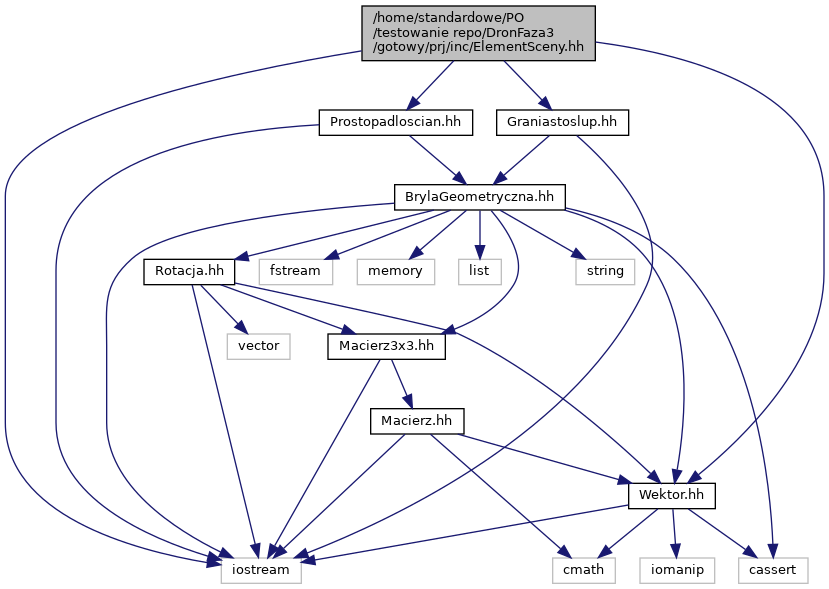 /home/standardowe/PO
/testowanie repo/DronFaza3
/gotowy/prj/inc/ElementSceny.hh
Prostopadloscian.hh
Graniastoslup.hh
BrylaGeometryczna.hh
Rotacja.hh
fstream
memory
list
string
vector
Macierz3x3.hh
Macierz.hh
Wektor.hh
iostream
cmath
iomanip
cassert